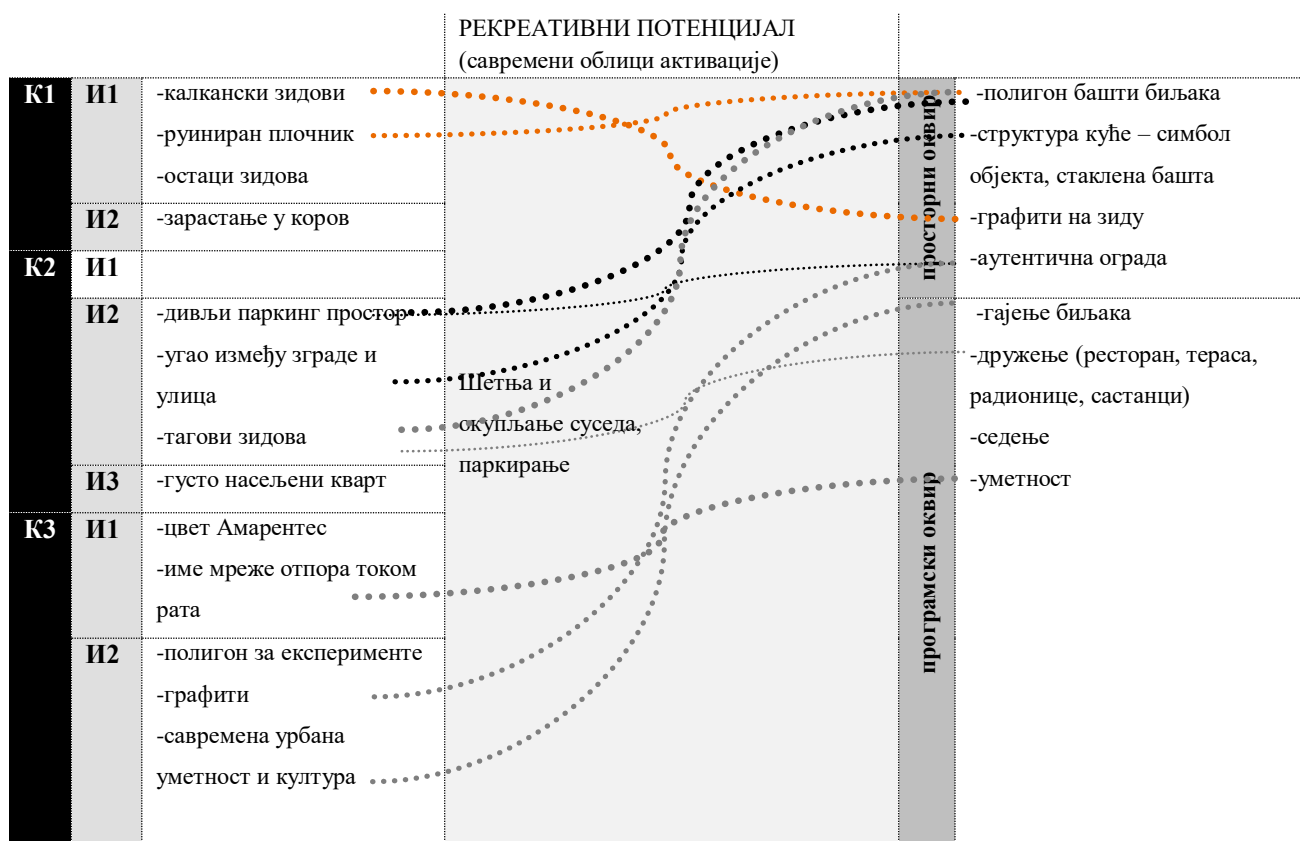 РЕКРЕАТИВНИ ПОТЕНЦИЈАЛ
(савремени облици активације)
К1
И1
-калкански зидови
-руиниран плочник
-остаци зидова
И2
-зарастање у коров
К2
И1
И2
-дивљи паркинг простор
-угао између зграде и
улица
-тагови зидова
И3
-густо насељени кварт
К3
И1
-цвет Амарентес
-име мреже отпора током
рата
И2
-полигон за експерименте
-графити
-савремена урбана
уметност и култура
Шетња и
окупљање суседа,
паркирање
просторни оквир
-полигон башти биљака
-структура куће – симбол
објекта, стаклена башта
-графити на зиду
-аутентична ограда
програмски оквир
-гајење биљака
-дружење (ресторан, тераса,
радионице, састанци)
-седење
-уметност